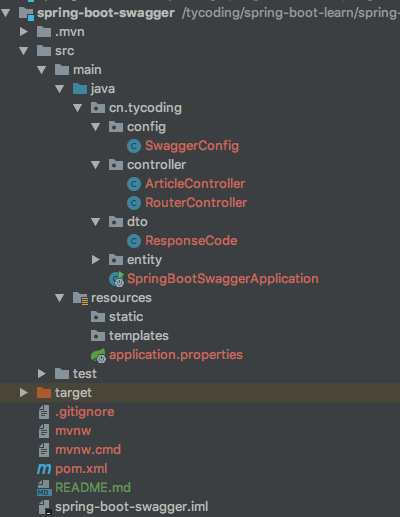 spring-boot-swagger /tycoding/spring-boot-learn/spring-
.mvn
src
main
java
cn.tycoding
config
SwaggerConfig
controller
ArticleController
RouterController
dto
ResponseCode
entity
SpringBootSwaggerApplication
resources
static
templates
application.properties
test
target
.gitignore
mvnw
mvnw.cmd
pom.xml
README.md
spring-boot-swagger.iml